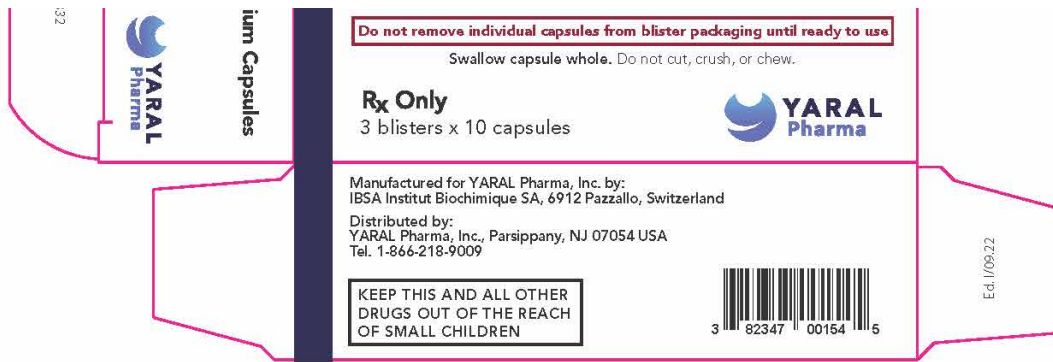 :32
YARAL
Pharma
ium Capsules
Do not remove individual capsules from blister packaging until ready to use
Swallow capsule whole. Do not cut, crush, or chew.
Rx Only
3 blisters x 10 capsules
YARAL
Pharma
Manufactured for YARAL Pharma, Inc. by:
IBSA Institut Biochimique SA, 6912 Pazzallo, Switzerland
Distributed by:
YARAL Pharma, Inc., Parsippany, NJ 07054 USA
Tel. 1-866-218-9009
KEEP THIS AND ALL OTHER
DRUGS OUT OF THE REACH
OF SMALL CHILDREN
3 82347 00154 5
Ed.I/09.22